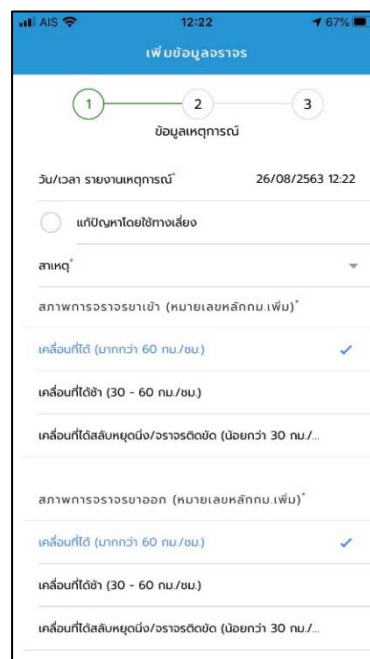 AIS 12:22 67%
เพิ่มข้อมูลจราจร
1 2 3
ข้อมูลเหตุการณ์
วัน/เวลา รายงานเหตุการณ์* 26/08/2563 12:22
แก้ปัญหาโดยใช้ทางเลี่ยง
สาเหตุ*
สภาพการจราจรขาเข้า (หมายเลขหลักกม.เพิ่ม)*
เคลื่อนที่ได้ (มากกว่า 60 กม./ชม.)
เคลื่อนที่ได้ช้า (30 - 60 กม./ชม.)
เคลื่อนที่ได้สลับหยุดนิ่ง/จราจรติดขัด (น้อยกว่า 30 กม./...
สภาพการจราจรขาออก (หมายเลขหลักกม.เพิ่ม)*
เคลื่อนที่ได้ (มากกว่า 60 กม./ชม.)
เคลื่อนที่ได้ช้า (30 - 60 กม./ชม.)
เคลื่อนที่ได้สลับหยุดนิ่ง/จราจรติดขัด (น้อยกว่า 30 กม./...